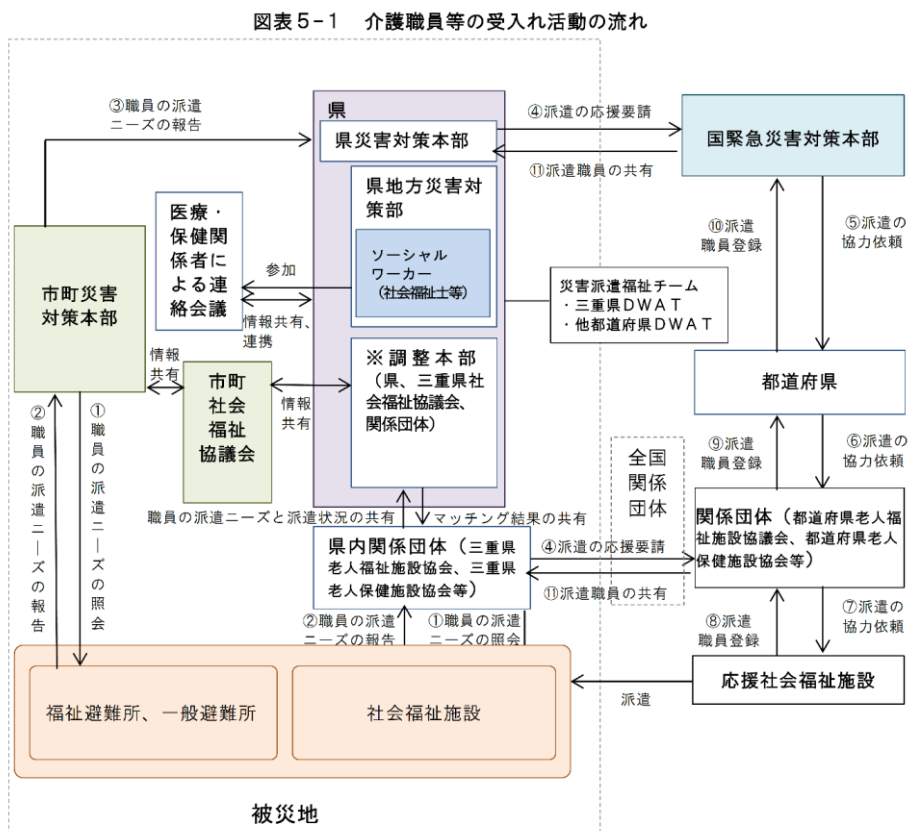 図表5-1 介護職員等の受入れ活動の流れ
③職員の派遣
ニーズの報告
県
県災害対策本部
④派遣の応援要請
⑪派遣職員の共有
国緊急災害対策本部
県地方災害対
策部
ソーシャル
ワーカー
(社会福祉士等)
医療・
保健関
係者によ
る連
絡会議
参加
情報共有、
連携
⑩派遣
職員登録
⑤派遣の
協力依頼
災害派遣福祉チーム
・三重県DWAT
・他都道府県DWAT
市町災害
対策本部
情報
共有
市町
社会
福祉
協議会
情報
共有
※調整本部
(県、三重県社
会福祉協議会、
関係団体)
都道府県
②職員の派遣ニーズの報告
①職員の派遣ニーズの照会
⑨派遣
職員登録
⑥派遣の
協力依頼
全国
関係
団体
職員の派遣ニーズと派遣状況の共有
マッチング結果の共有
県内関係団体(三重県
老人福祉施設協会、三重県
老人保健施設協会等)
④派遣の応援要請
⑪派遣職員の共有
関係団体(都道府県老人福
祉施設協議会、都道府県老人
保健施設協会等)
②職員の派遣
ニーズの報告
①職員の派遣
ニーズの照会
⑧派遣
職員登録
⑦派遣の
協力依頼
福祉避難所、一般避難所
社会福祉施設
派遣
応援社会福祉施設
被災地